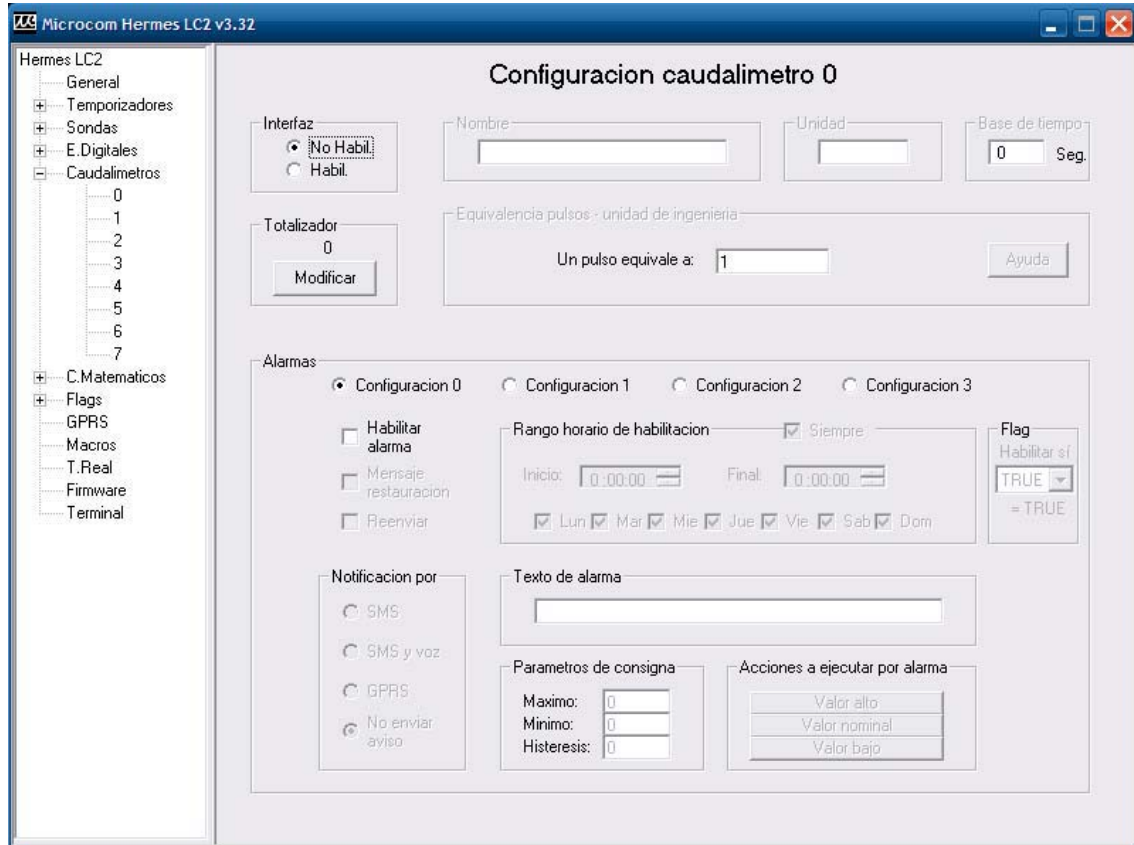 Microcom Hermes LC2 v3.32
Hermes LC2
General
Temporizadores
Sondas
E.Digitales
Caudalimetros
0
1
2
3
4
5
6
7
C.Matematicos
Flags
GPRS
Macros
T.Real
Firmware
Terminal
Configuracion caudalimetro 0
Interfaz
No Habil.
Habil.
Nombre
Unidad
Base de tiempo
0 Seg.
Totalizador
0
Modificar
Equivalencia pulsos - unidad de ingenieria
Un pulso equivale a: 1
Ayuda
Alarmas
Configuracion 0 Configuracion 1 Configuracion 2 Configuracion 3
Habilitar
alarma
Mensaje
restauracion
Reenviar
Rango horario de habilitacion Siempre
Inicio: 0:00:00 Final: 0:00:00
Lun Mar Mie Jue Vie Sab Dom
Flag
Habilitar sí
TRUE
= TRUE
Notificacion por
SMS
SMS y voz
GPRS
No enviar
aviso
Texto de alarma
Parametros de consigna
Maximo: 0
Minimo: 0
Histeresis: 0
Acciones a ejecutar por alarma
Valor alto
Valor nominal
Valor bajo